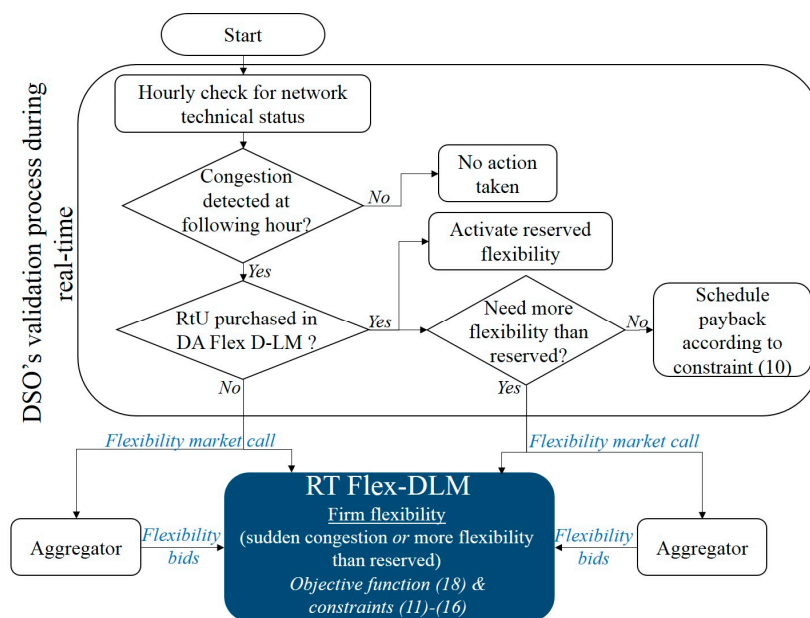 Start
DSO's validation process during
real-time
Hourly check for network
technical status
Congestion
detected at
following hour?
No
No action
taken
Yes
Activate reserved
flexibility
RtU purchased in
DA Flex D-LM ?
Yes
Need more
flexibility than
reserved?
No
Schedule
payback
according to
constraint (10)
No
Yes
Flexibility market call
Flexibility market call
RT Flex-DLM
Firm flexibility
(sudden congestion or more flexibility
than reserved)
Objective function (18) &
constraints (11)-(16)
Aggregator
Flexibility
bids
Flexibility
bids
Aggregator